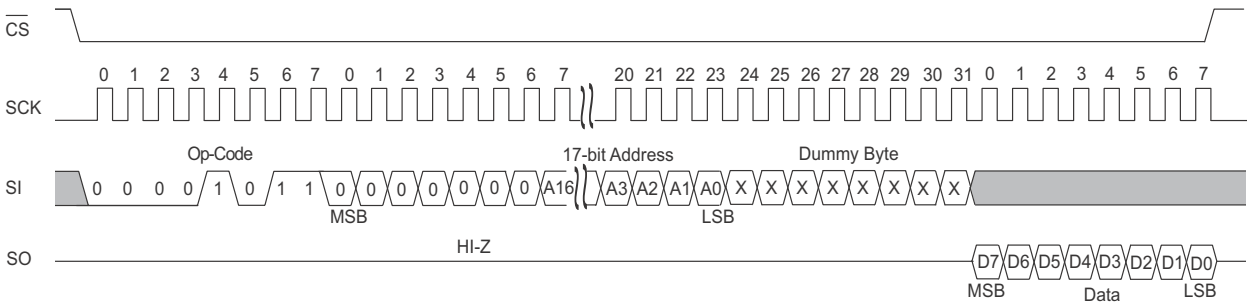 CS
0 1 2 3 4 5 6 7 0 1 2 3 4 5 6 7 20 21 22 23 24 25 26 27 28 29 30 31 0 1 2 3 4 5 6 7
SCK
Op-Code 17-bit Address Dummy Byte
SI 0 0 0 0 1 0 1 1 0 0 0 0 0 0 0 A16 A3 A2 A1 A0 X X X X X X X X
MSB LSB
HI-Z
SO D7 D6 D5 D4 D3 D2 D1 D0
MSB Data LSB